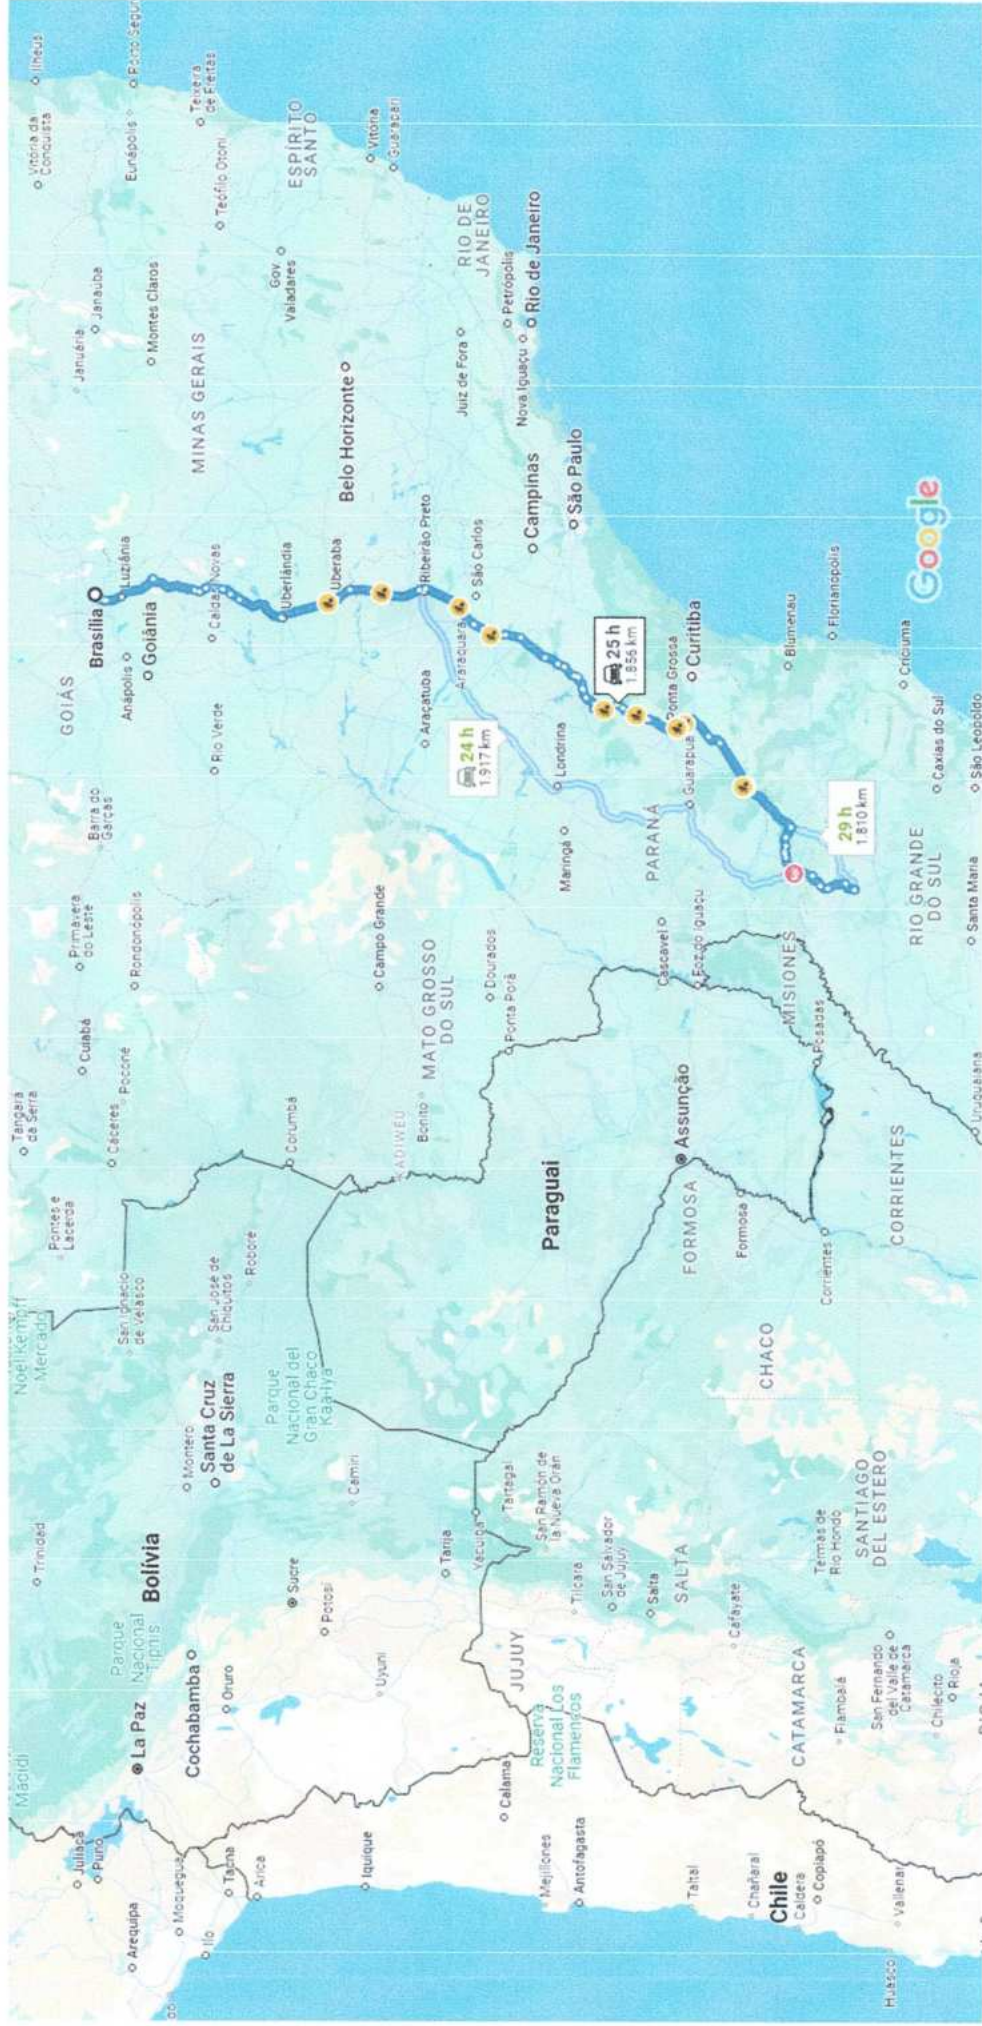 Ilhéus
Porto Segur
Vitória da
Conquista
Eunápolis
Teixeira
de Freitas
Teófilo Otoni
ESPÍRITO
SANTO
Vitória
Guarapari
Januária
Janaúba
Montes Claros
Gov
Valadares
MINAS GERAIS
Belo Horizonte
Juiz de Fora
RIO DE
JANEIRO
Petrópolis
Nova Iguaçu
Rio de Janeiro
GOIÁS
Brasília
Luziânia
Anápolis
Goiânia
Caldas Novas
Rio Verde
Uberlândia
Uberaba
Ribeirão Preto
São Carlos
Araraquara
Araçatuba
Campinas
São Paulo
24 h
1.917 km
25 h
1.856 km
29 h
1.810 km
Londrina
Maringá
PARANÁ
Ponta Grossa
Guarapua
Curitiba
Cascavel
Foz do Iguaçu
Blumenau
Florianópolis
Criciúma
Caxias do Sul
São Leopoldo
RIO GRANDE
DO SUL
Santa Maria
Uruguaiana
Google
Barra do
Garças
Primavera
do Leste
Rondonópolis
Cuiabá
Poconé
Cáceres
Tangará
da Serra
Pontes e
Lacerda
Campo Grande
MATO GROSSO
DO SUL
Dourados
Ponta Porã
Bonito
KADIWÉU
Corumbá
MISIONES
Posadas
Paraguai
Assunção
FORMOSA
Formosa
Corrientes
CORRIENTES
CHACO
Noel Kempff
Mercado
San Ignacio
de Velasco
San José de
Chiquitos
Roboré
Parque
Nacional del
Gran Chaco
Kaa-Iya
Montero
Santa Cruz
de La Sierra
Camiri
Trinidad
Bolívia
Parque
Nacional
Tipnis
Sucre
Potosí
Tarija
Yacuiba
Tartagal
San Ramón de
la Nueva Orán
Tilcara
San Salvador
de Jujuy
Salta
SALTA
Cafayate
Termas de
Río Hondo
SANTIAGO
DEL ESTERO
Madidi
La Paz
Cochabamba
Oruro
Uyuni
JUJUY
Reserva
Nacional Los
Flamencos
CATAMARCA
Fiambalá
San Fernando
del Valle de
Catamarca
Chilecito
Rioja
Juliaca
Puno
Arequipa
Moquegua
Ilo
Tacna
Arica
Iquique
Calama
Mejillones
Antofagasta
Taltal
Chañaral
Chile
Caldera
Copiapó
Vallenar
Huasco